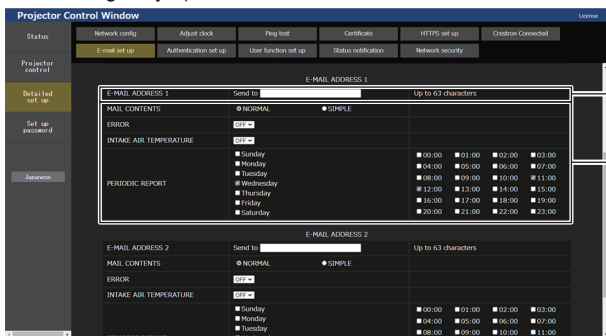 Projector Control Window
License
Status
Network config
Adjust clock
Ping test
Certificate
HTTPS set up
Crestron Connected
E-mail set up
Authentication set up
User function set up
Status notification
Network security
Projector control
Detailed set up
Set up password
Japanese
E-MAIL ADDRESS 1
E-MAIL ADDRESS 1 Send to Up to 63 characters
MAIL CONTENTS NORMAL SIMPLE
ERROR OFF
INTAKE AIR TEMPERATURE OFF
PERIODIC REPORT
Sunday
Monday
Tuesday
Wednesday
Thursday
Friday
Saturday
00:00 01:00 02:00 03:00
04:00 05:00 06:00 07:00
08:00 09:00 10:00 11:00
12:00 13:00 14:00 15:00
16:00 17:00 18:00 19:00
20:00 21:00 22:00 23:00
E-MAIL ADDRESS 2
E-MAIL ADDRESS 2 Send to Up to 63 characters
MAIL CONTENTS NORMAL SIMPLE
ERROR OFF
INTAKE AIR TEMPERATURE OFF
Sunday
Monday
Tuesday
00:00 01:00 02:00 03:00
04:00 05:00 06:00 07:00
08:00 09:00 10:00 11:00